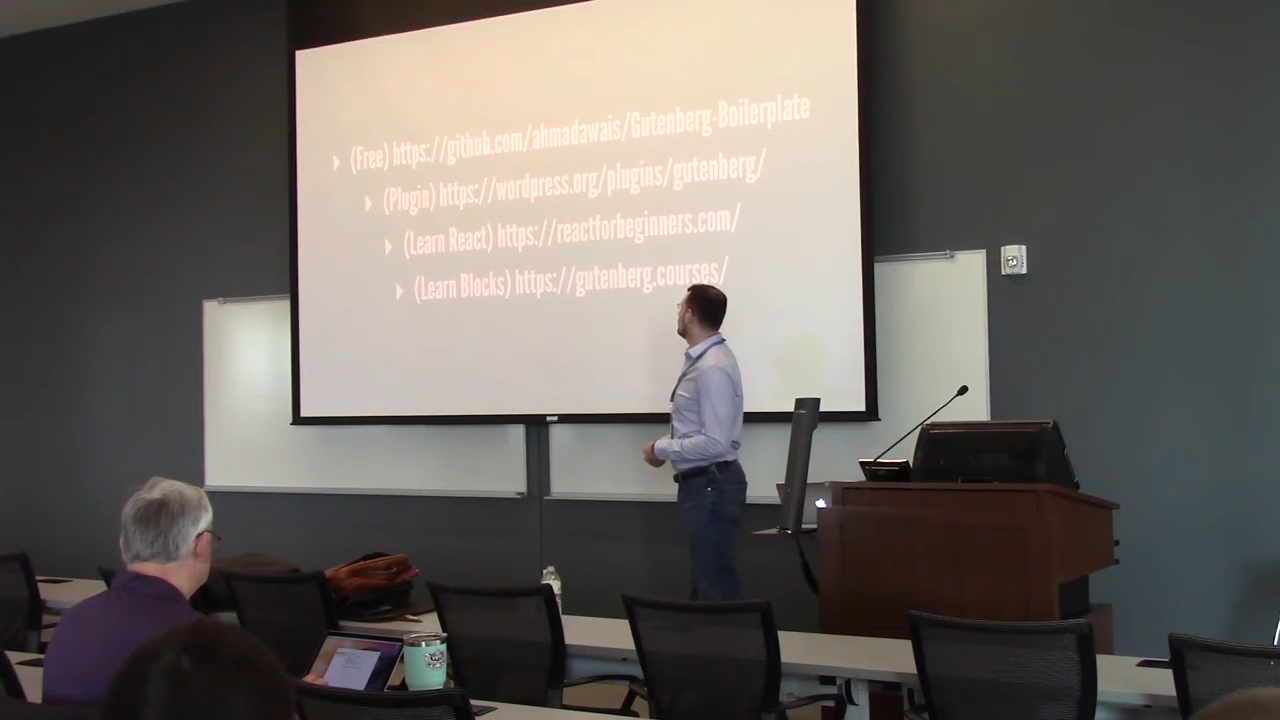 (Free) https://github.com/ahmadawais/Gutenberg-Boilerplate
(Plugin) https://wordpress.org/plugins/gutenberg/
(Learn React) https://reactforbeginners.com/
(Learn Blocks) https://gutenberg.courses/